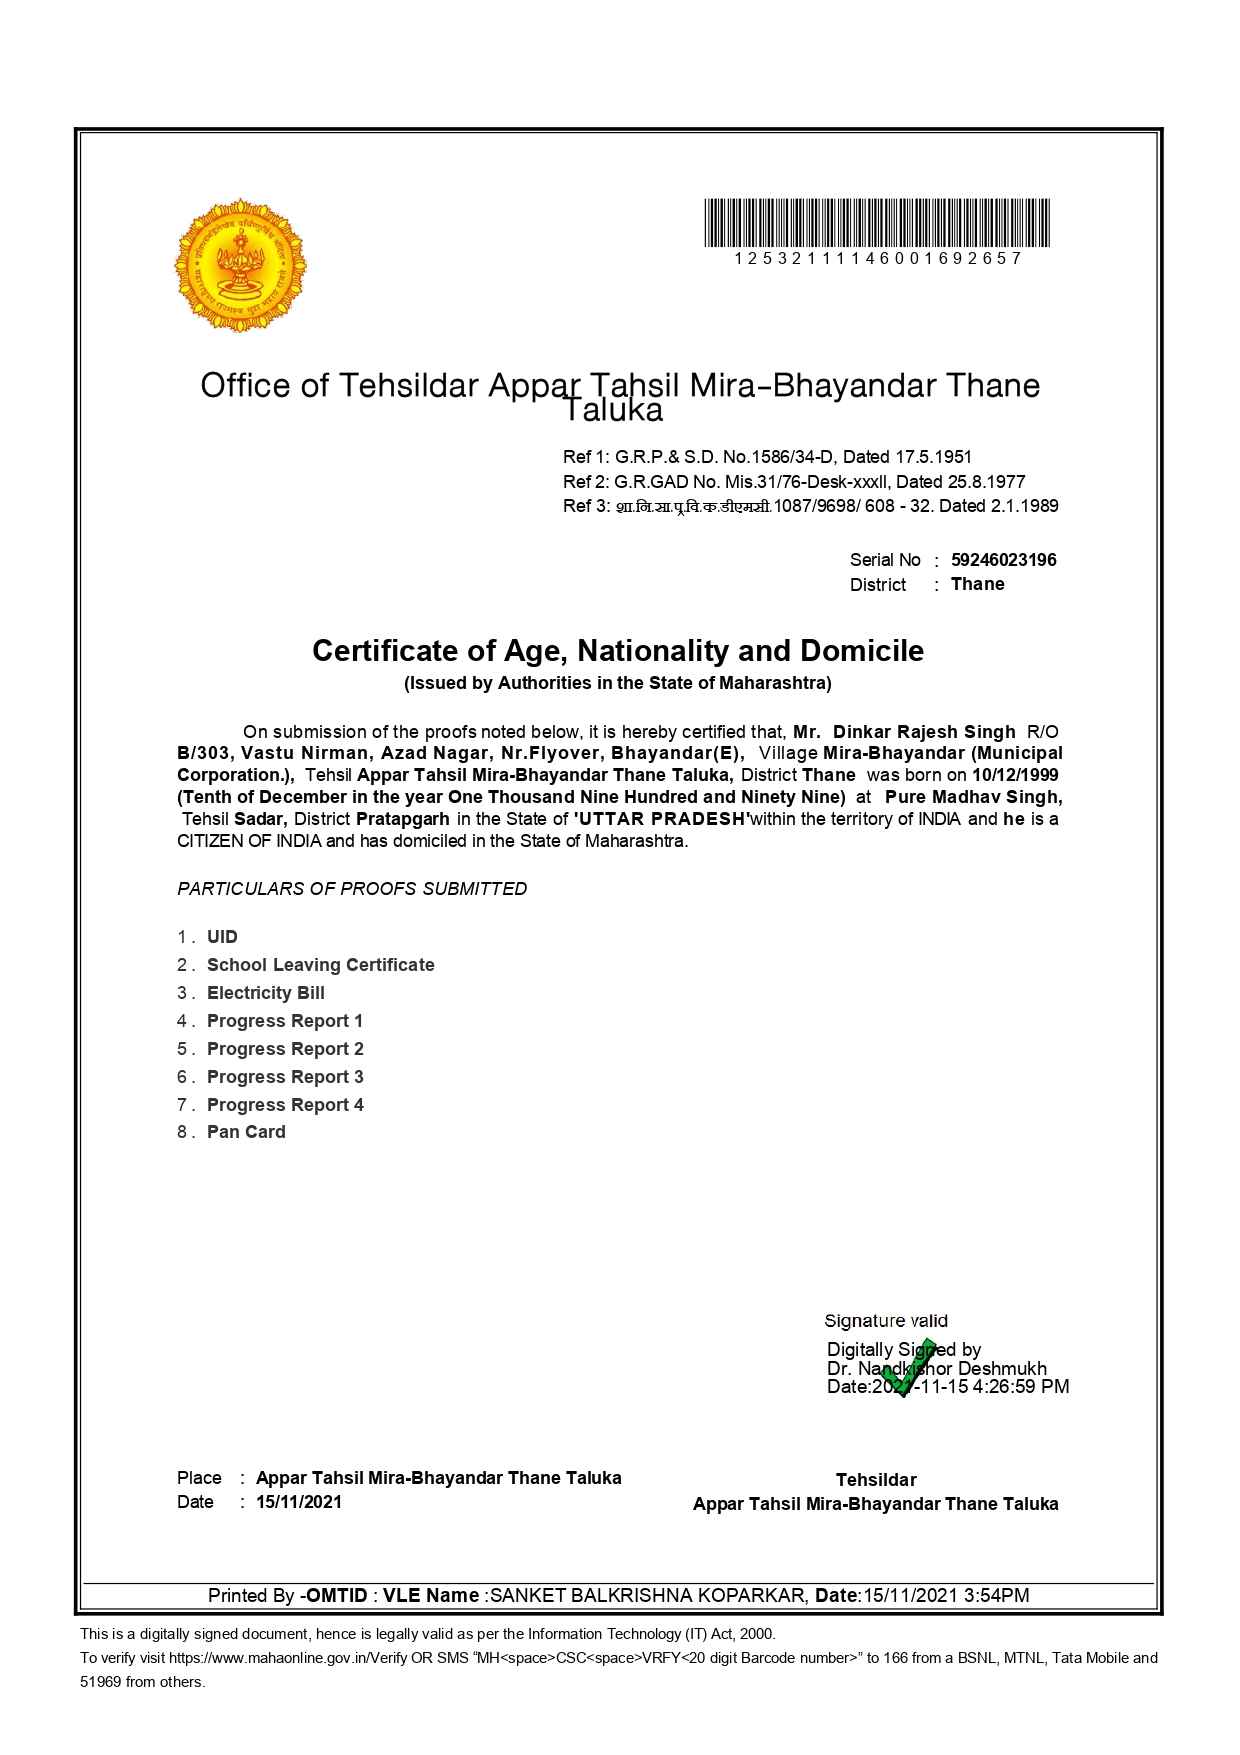 12532111146001692657
Office of Tehsildar Appar Tahsil Mira-Bhayandar Thane
Taluka
Ref 1: G.R.P.& S.D. No.1586/34-D, Dated 17.5.1951
Ref 2: G.R.GAD No. Mis.31/76-Desk-xxxll, Dated 25.8.1977
Ref 3: शा.नि.सा.प्र.वि.क.डीएमसी.1087/9698/ 608 - 32. Dated 2.1.1989
Serial No : 59246023196
District : Thane
Certificate of Age, Nationality and Domicile
(Issued by Authorities in the State of Maharashtra)
On submission of the proofs noted below, it is hereby certified that, Mr. Dinkar Rajesh Singh R/O
B/303, Vastu Nirman, Azad Nagar, Nr.Flyover, Bhayandar(E), Village Mira-Bhayandar (Municipal
Corporation.), Tehsil Appar Tahsil Mira-Bhayandar Thane Taluka, District Thane was born on 10/12/1999
(Tenth of December in the year One Thousand Nine Hundred and Ninety Nine) at Pure Madhav Singh,
Tehsil Sadar, District Pratapgarh in the State of 'UTTAR PRADESH'within the territory of INDIA and he is a
CITIZEN OF INDIA and has domiciled in the State of Maharashtra.
PARTICULARS OF PROOFS SUBMITTED
1 . UID
2 . School Leaving Certificate
3 . Electricity Bill
4 . Progress Report 1
5 . Progress Report 2
6 . Progress Report 3
7 . Progress Report 4
8 . Pan Card
Signature valid
Digitally Signed by
Dr. Nandkishor Deshmukh
Date:2021-11-15 4:26:59 PM
Place : Appar Tahsil Mira-Bhayandar Thane Taluka
Date : 15/11/2021
Tehsildar
Appar Tahsil Mira-Bhayandar Thane Taluka
Printed By -OMTID : VLE Name :SANKET BALKRISHNA KOPARKAR, Date:15/11/2021 3:54PM
This is a digitally signed document, hence is legally valid as per the Information Technology (IT) Act, 2000.
To verify visit https://www.mahaonline.gov.in/Verify OR SMS “MH<space>CSC<space>VRFY<20 digit Barcode number>” to 166 from a BSNL, MTNL, Tata Mobile and
51969 from others.